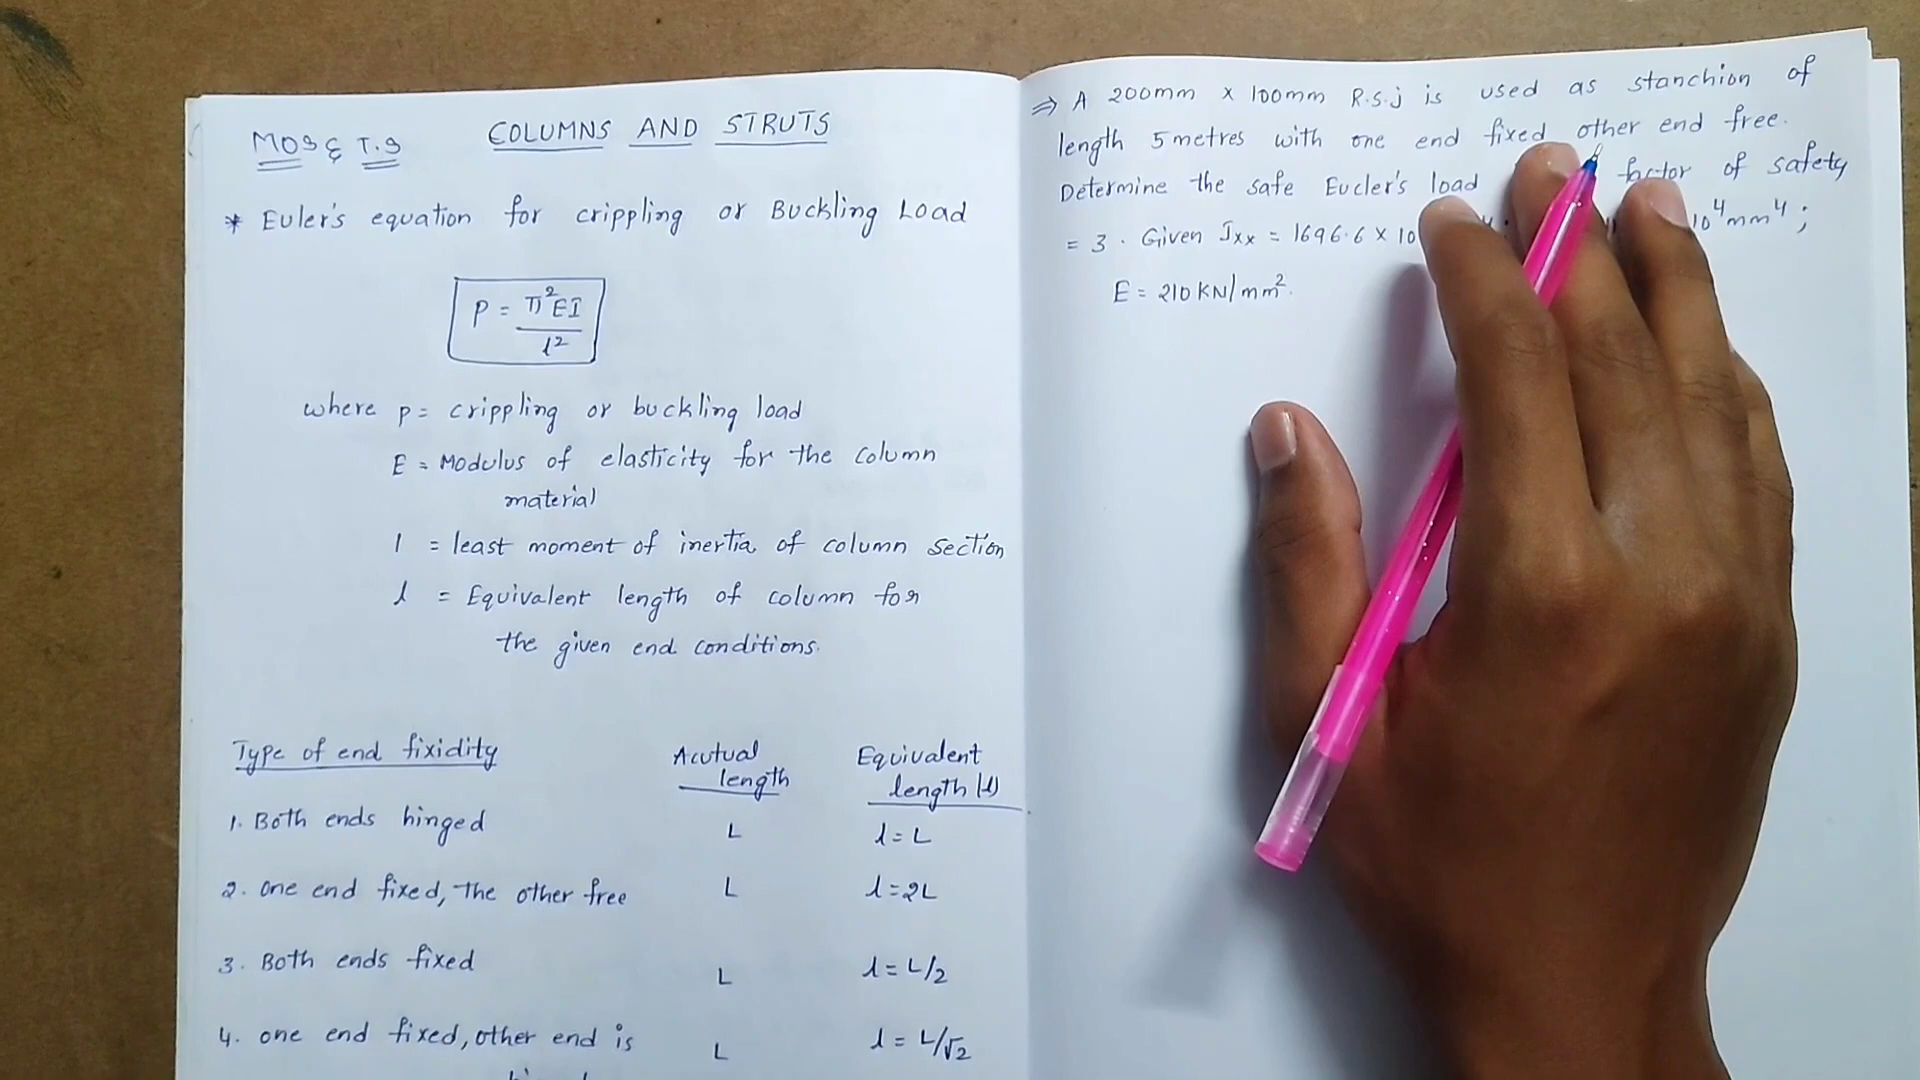 MOS & T.S
COLUMNS AND STRUTS
* Euler's equation for crippling or Buckling Load
P = π²EI / l²
where P = crippling or buckling load
E = Modulus of elasticity for the column
material
I = least moment of inertia of column section
l = Equivalent length of column for
the given end conditions.
Type of end fixidity
Acutual length
Equivalent length (l)
1. Both ends hinged L l = L
2. one end fixed, the other free L l = 2L
3. Both ends fixed L l = L/2
4. one end fixed, other end is L l = L/√2
⇒ A 200mm x 100mm R.S.j is used as stanchion of
length 5 metres with one end fixed other end free.
Determine the safe Eucler's load factor of safety
= 3. Given Ixx = 1696.6 x 10 10⁴mm⁴;
E = 210 KN/mm².